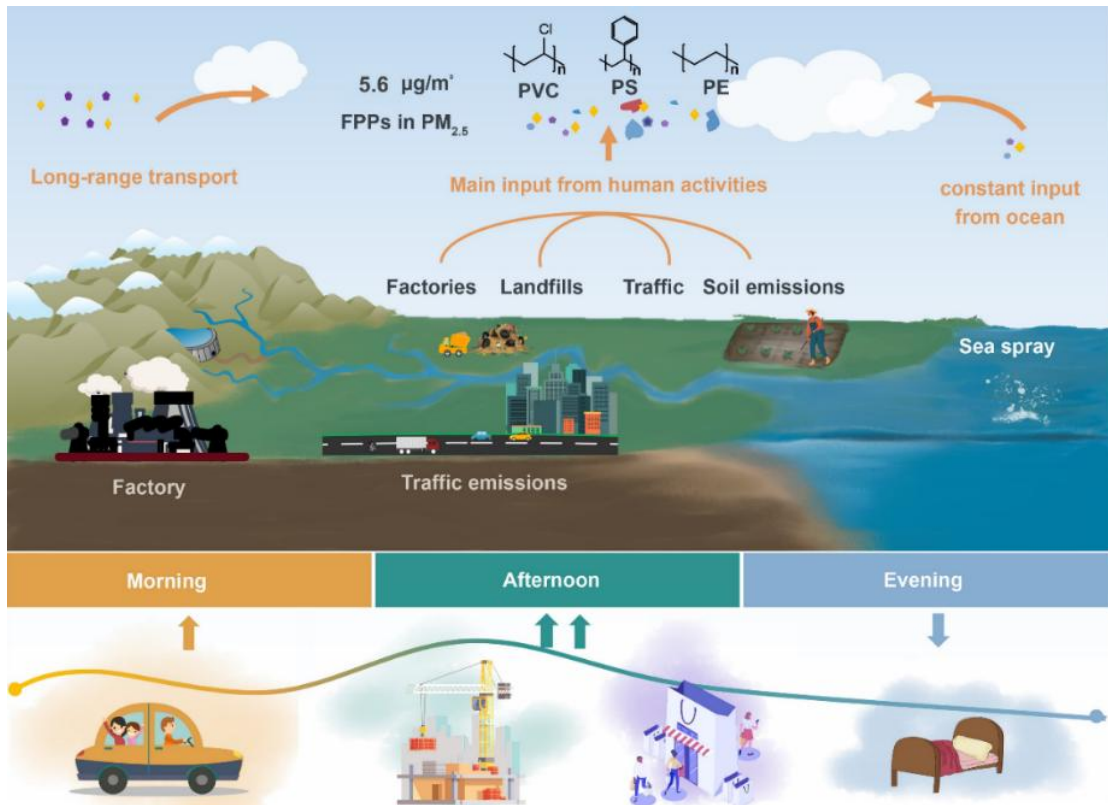 Cl
n
n
n
PVC
PS
PE
5.6 μg/m³
FPPs in PM2.5
Long-range transport
Main input from human activities
constant input
from ocean
Factories
Landfills
Traffic
Soil emissions
Sea spray
Factory
Traffic emissions
Morning
Afternoon
Evening